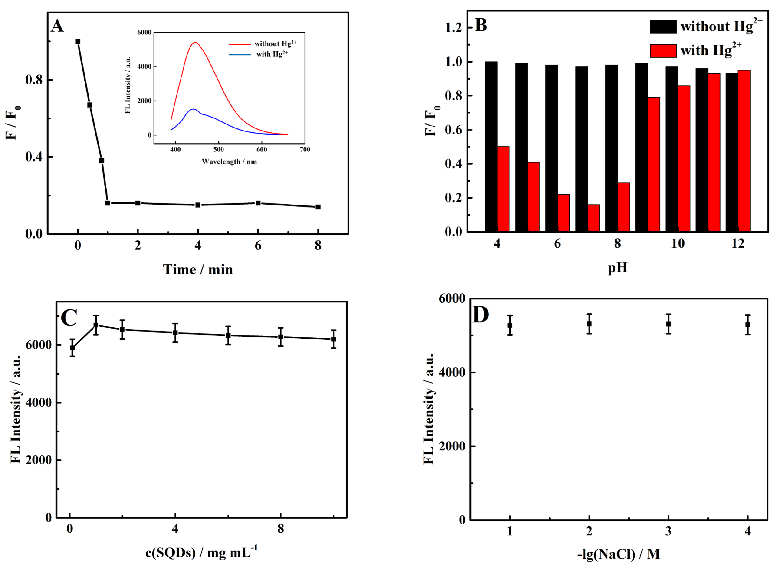 A
F / F0
0.8
0.4
0.0
0
2
4
6
8
Time / min
FL Intensity / a.u.
6000
4000
2000
0
without Hg2+
with Hg2+
400
500
600
700
Wavelength / nm
B
F/ F0
1.0
0.8
0.6
0.4
0.2
0.0
without Hg2+
with Hg2+
4
6
8
10
12
pH
C
FL Intensity / a.u.
6000
3000
0
0
4
8
c(SQDs) / mg mL-1
D
FL Intensity / a.u.
6000
4000
2000
0
1
2
3
4
-lg(NaCl) / M